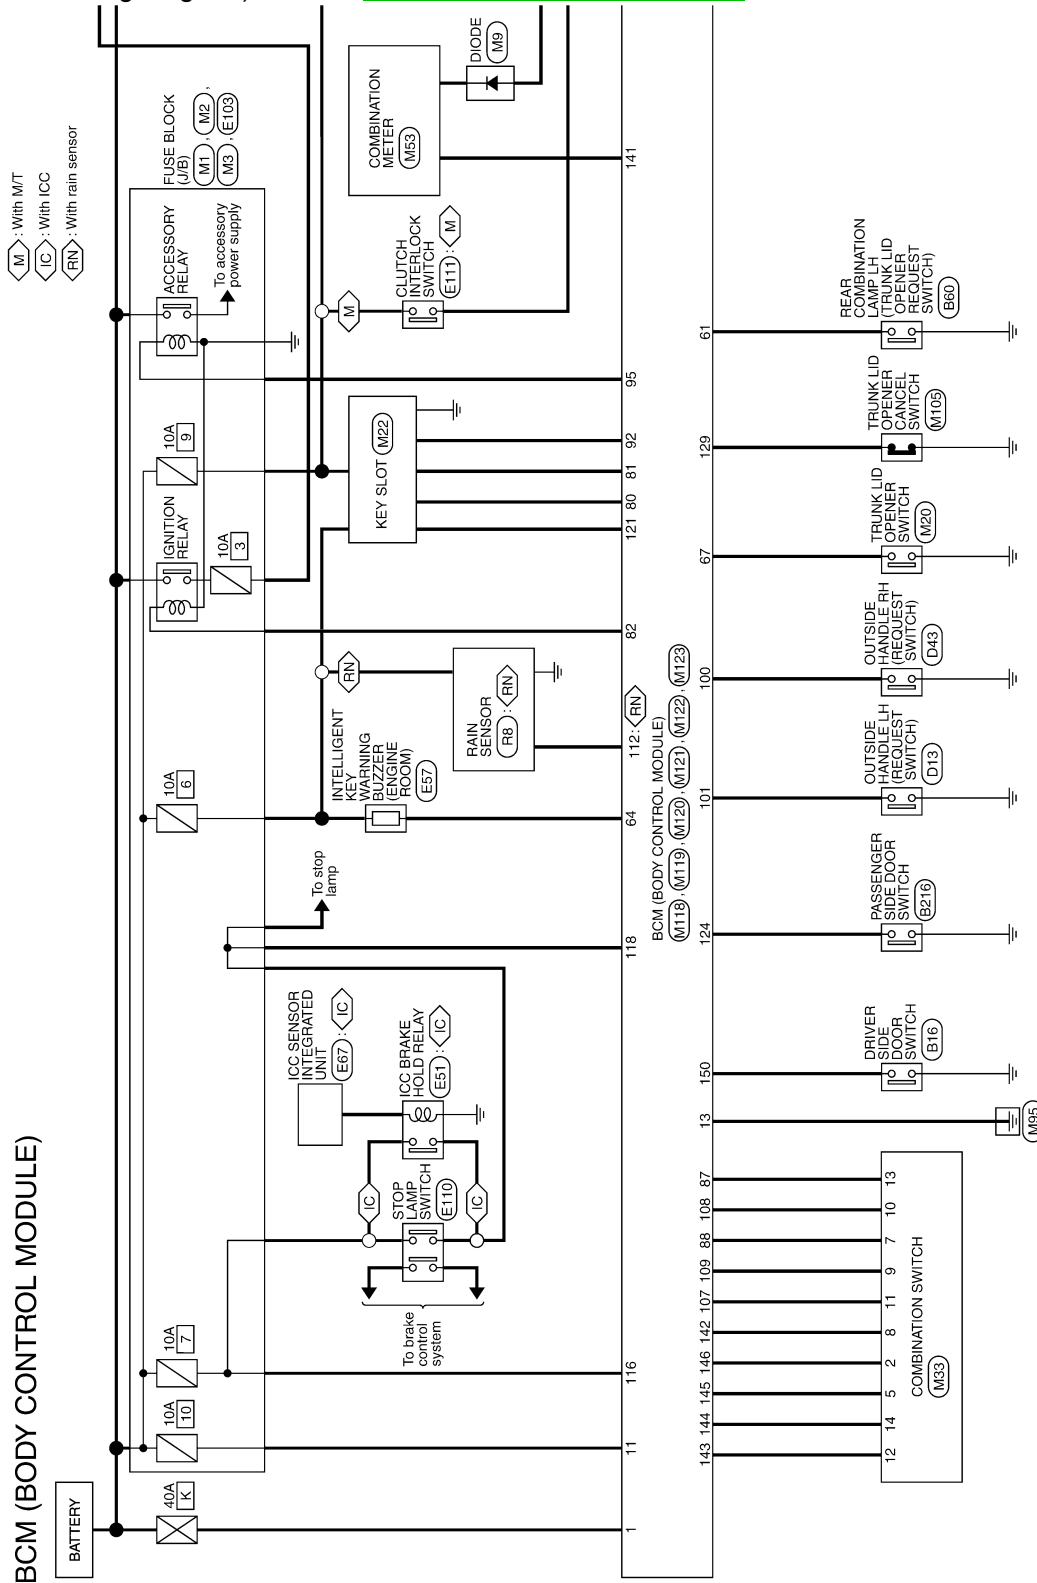 BCM (BODY CONTROL MODULE)
M : With M/T
IC : With ICC
RN : With rain sensor
BATTERY
40A
K
10A
10
10A
7
10A
6
IGNITION
RELAY
10A
3
10A
9
ACCESSORY
RELAY
To accessory
power supply
FUSE BLOCK
(J/B)
M1 , M2 ,
M3 , E103
To brake
control
system
STOP
LAMP
SWITCH
E110
IC
IC
ICC SENSOR
INTEGRATED
UNIT
E67 : IC
ICC BRAKE
HOLD RELAY
E51 : IC
To stop
lamp
INTELLIGENT
KEY
WARNING
BUZZER
(ENGINE
ROOM)
E57
RN
RAIN
SENSOR
R8 : RN
KEY SLOT M22
M
CLUTCH
INTERLOCK
SWITCH
E111 : M
COMBINATION
METER
M53
DIODE
M9
1
11
116
118
64
112: RN
82
121
80
81
92
95
141
BCM (BODY CONTROL MODULE)
M118 , M119 , M120 , M121 , M122 , M123
143
144
145
146
142
107
109
88
108
87
13
150
124
101
100
67
129
61
12
14
5
2
8
11
9
7
10
13
COMBINATION SWITCH
M33
M95
DRIVER
SIDE
DOOR
SWITCH
B16
PASSENGER
SIDE DOOR
SWITCH
B216
OUTSIDE
HANDLE LH
(REQUEST
SWITCH)
D13
OUTSIDE
HANDLE RH
(REQUEST
SWITCH)
D43
TRUNK LID
OPENER
SWITCH
M20
TRUNK LID
OPENER
CANCEL
SWITCH
M105
REAR
COMBINATION
LAMP LH
(TRUNK LID
OPENER
REQUEST
SWITCH)
B60